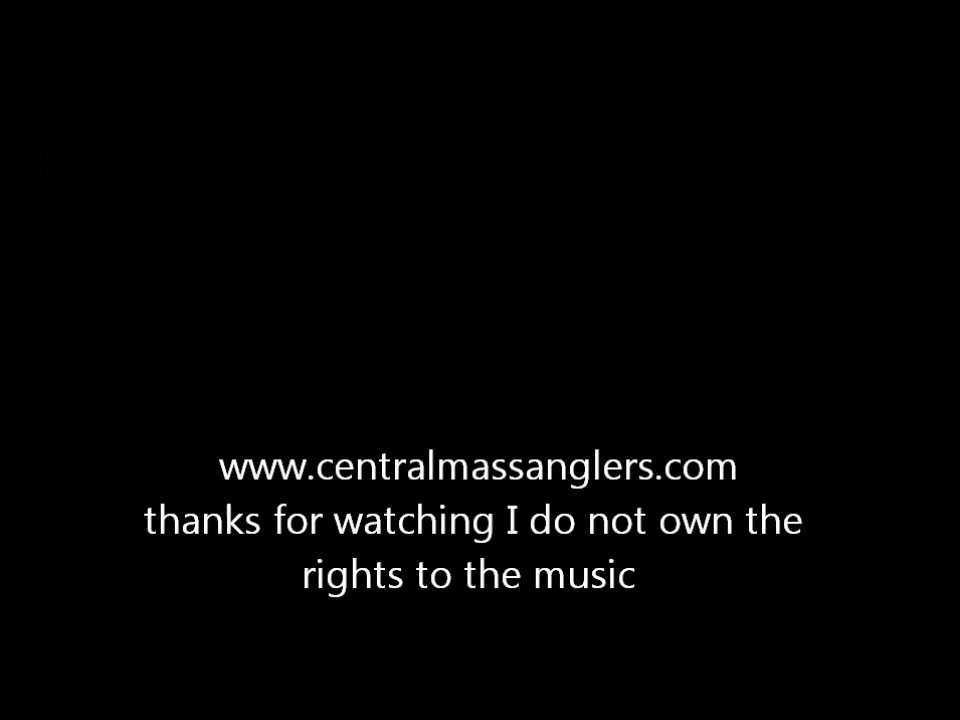 www.centralmassanglers.com
thanks for watching I do not own the
rights to the music